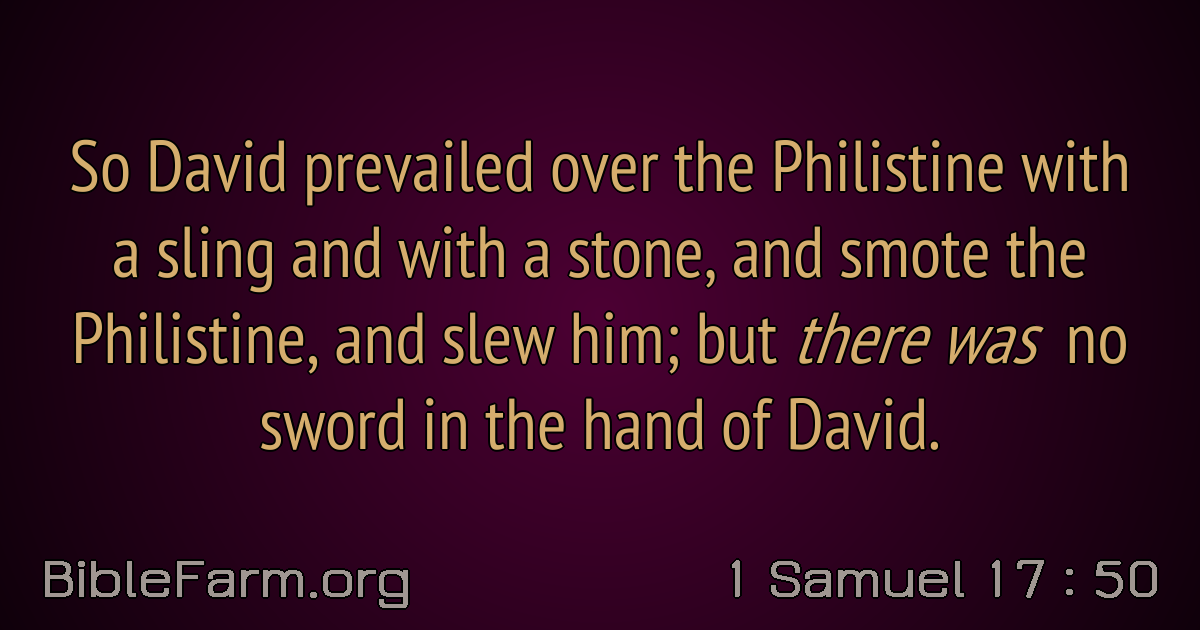 So David prevailed over the Philistine with
a sling and with a stone, and smote the
Philistine, and slew him; but there was no
sword in the hand of David.
BibleFarm.org
1 Samuel 17 : 50